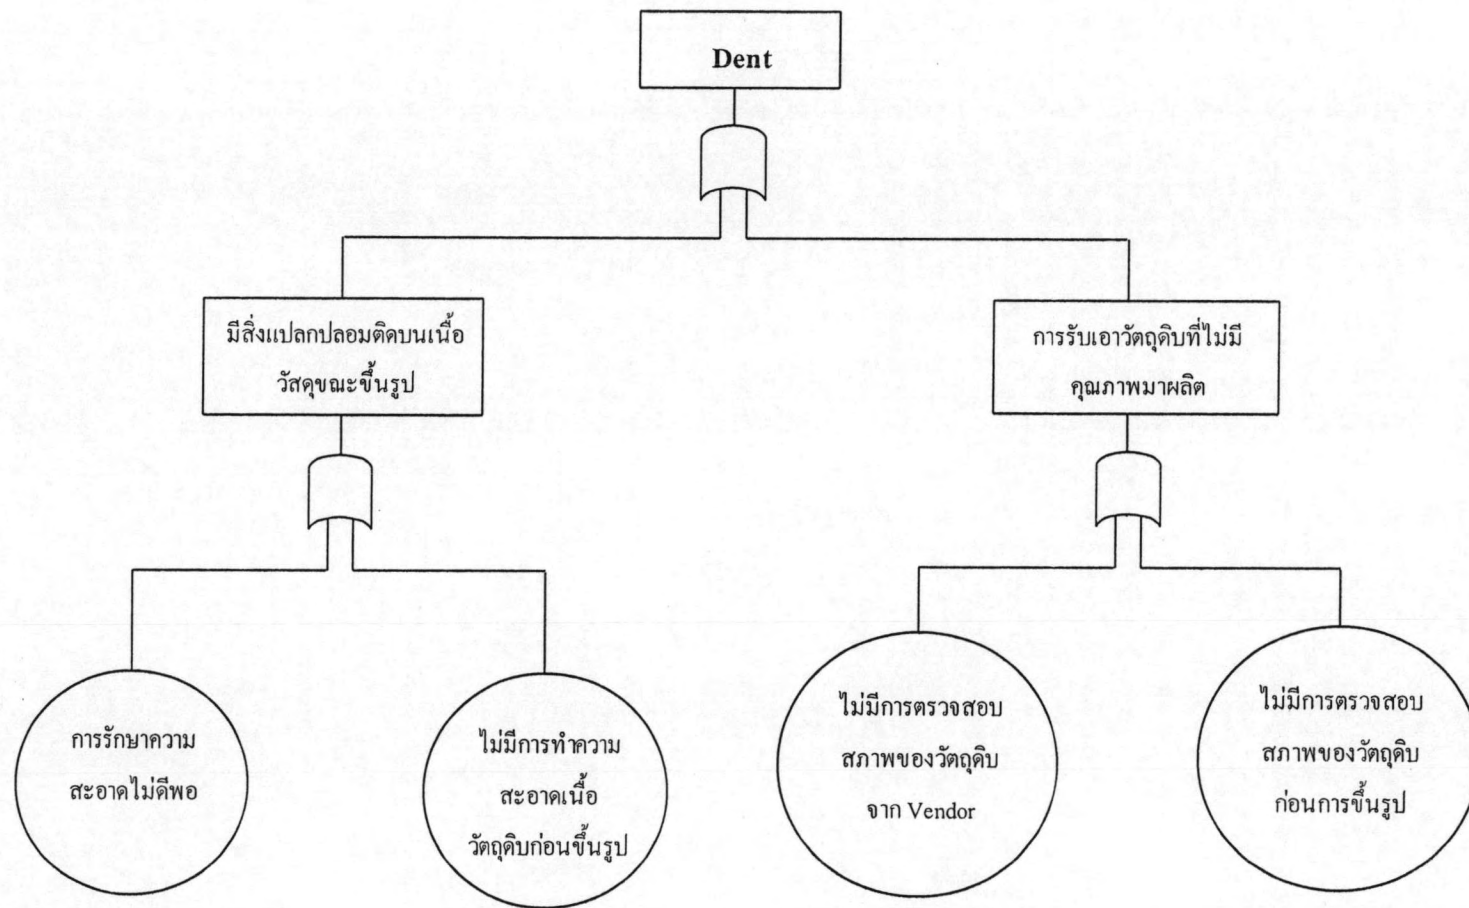 Dent
มีสิ่งแปลกปลอมติดบนเนื้อ
วัสดุขณะขึ้นรูป
การรับเอาวัตถุดิบที่ไม่มี
คุณภาพมาผลิต
การรักษาความ
สะอาดไม่ดีพอ
ไม่มีการทำความ
สะอาดเนื้อ
วัตถุดิบก่อนขึ้นรูป
ไม่มีการตรวจสอบ
สภาพของวัตถุดิบ
จาก Vendor
ไม่มีการตรวจสอบ
สภาพของวัตถุดิบ
ก่อนการขึ้นรูป